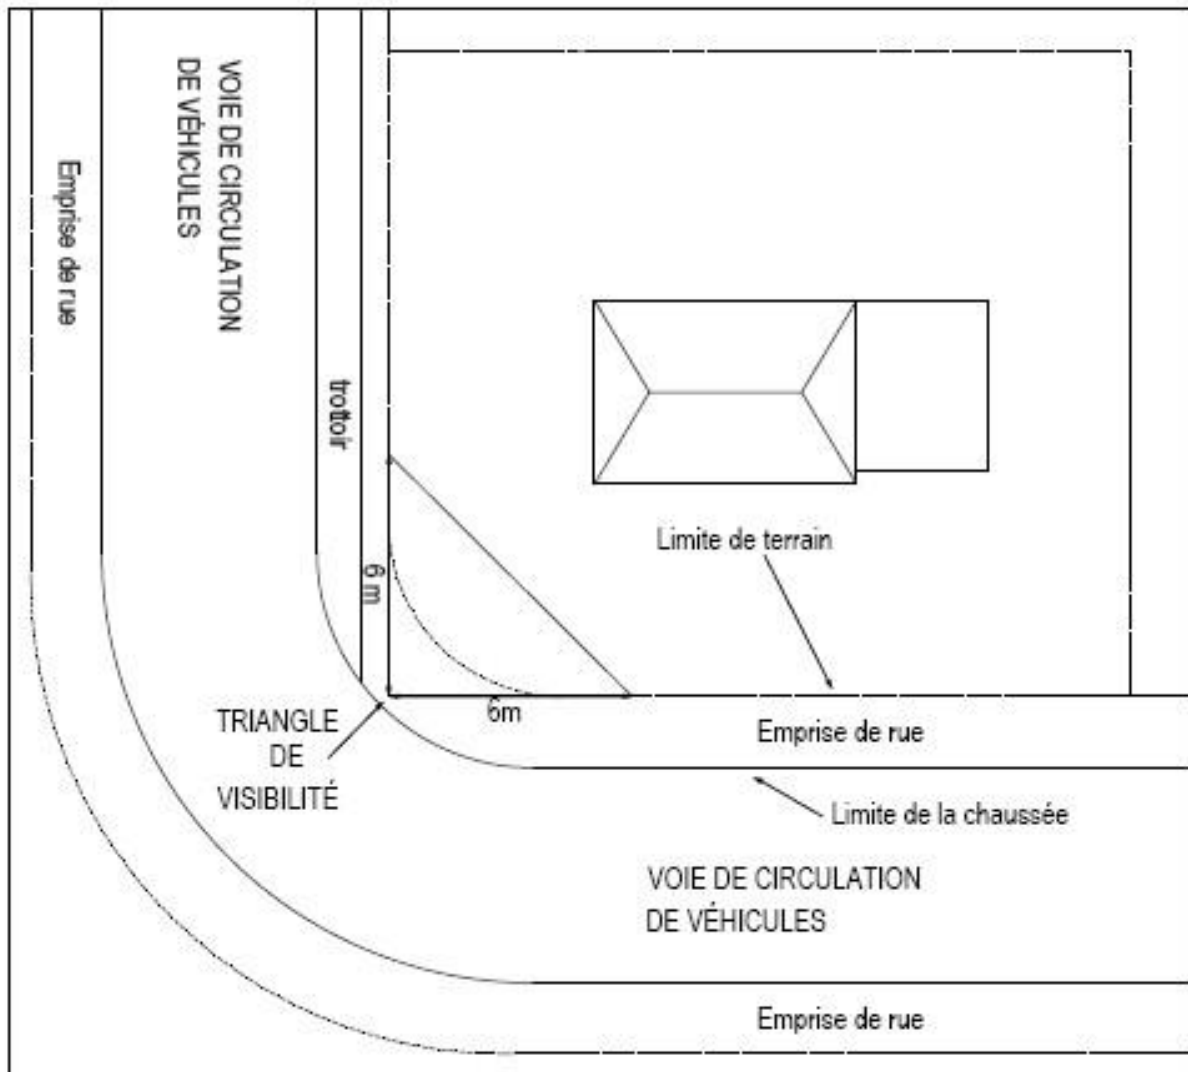 VOIE DE CIRCULATION
DE VÉHICULES
Emprise de rue
trottoir
6 m
Limite de terrain
6m
TRIANGLE
DE
VISIBILITÉ
Emprise de rue
Limite de la chaussée
VOIE DE CIRCULATION
DE VÉHICULES
Emprise de rue